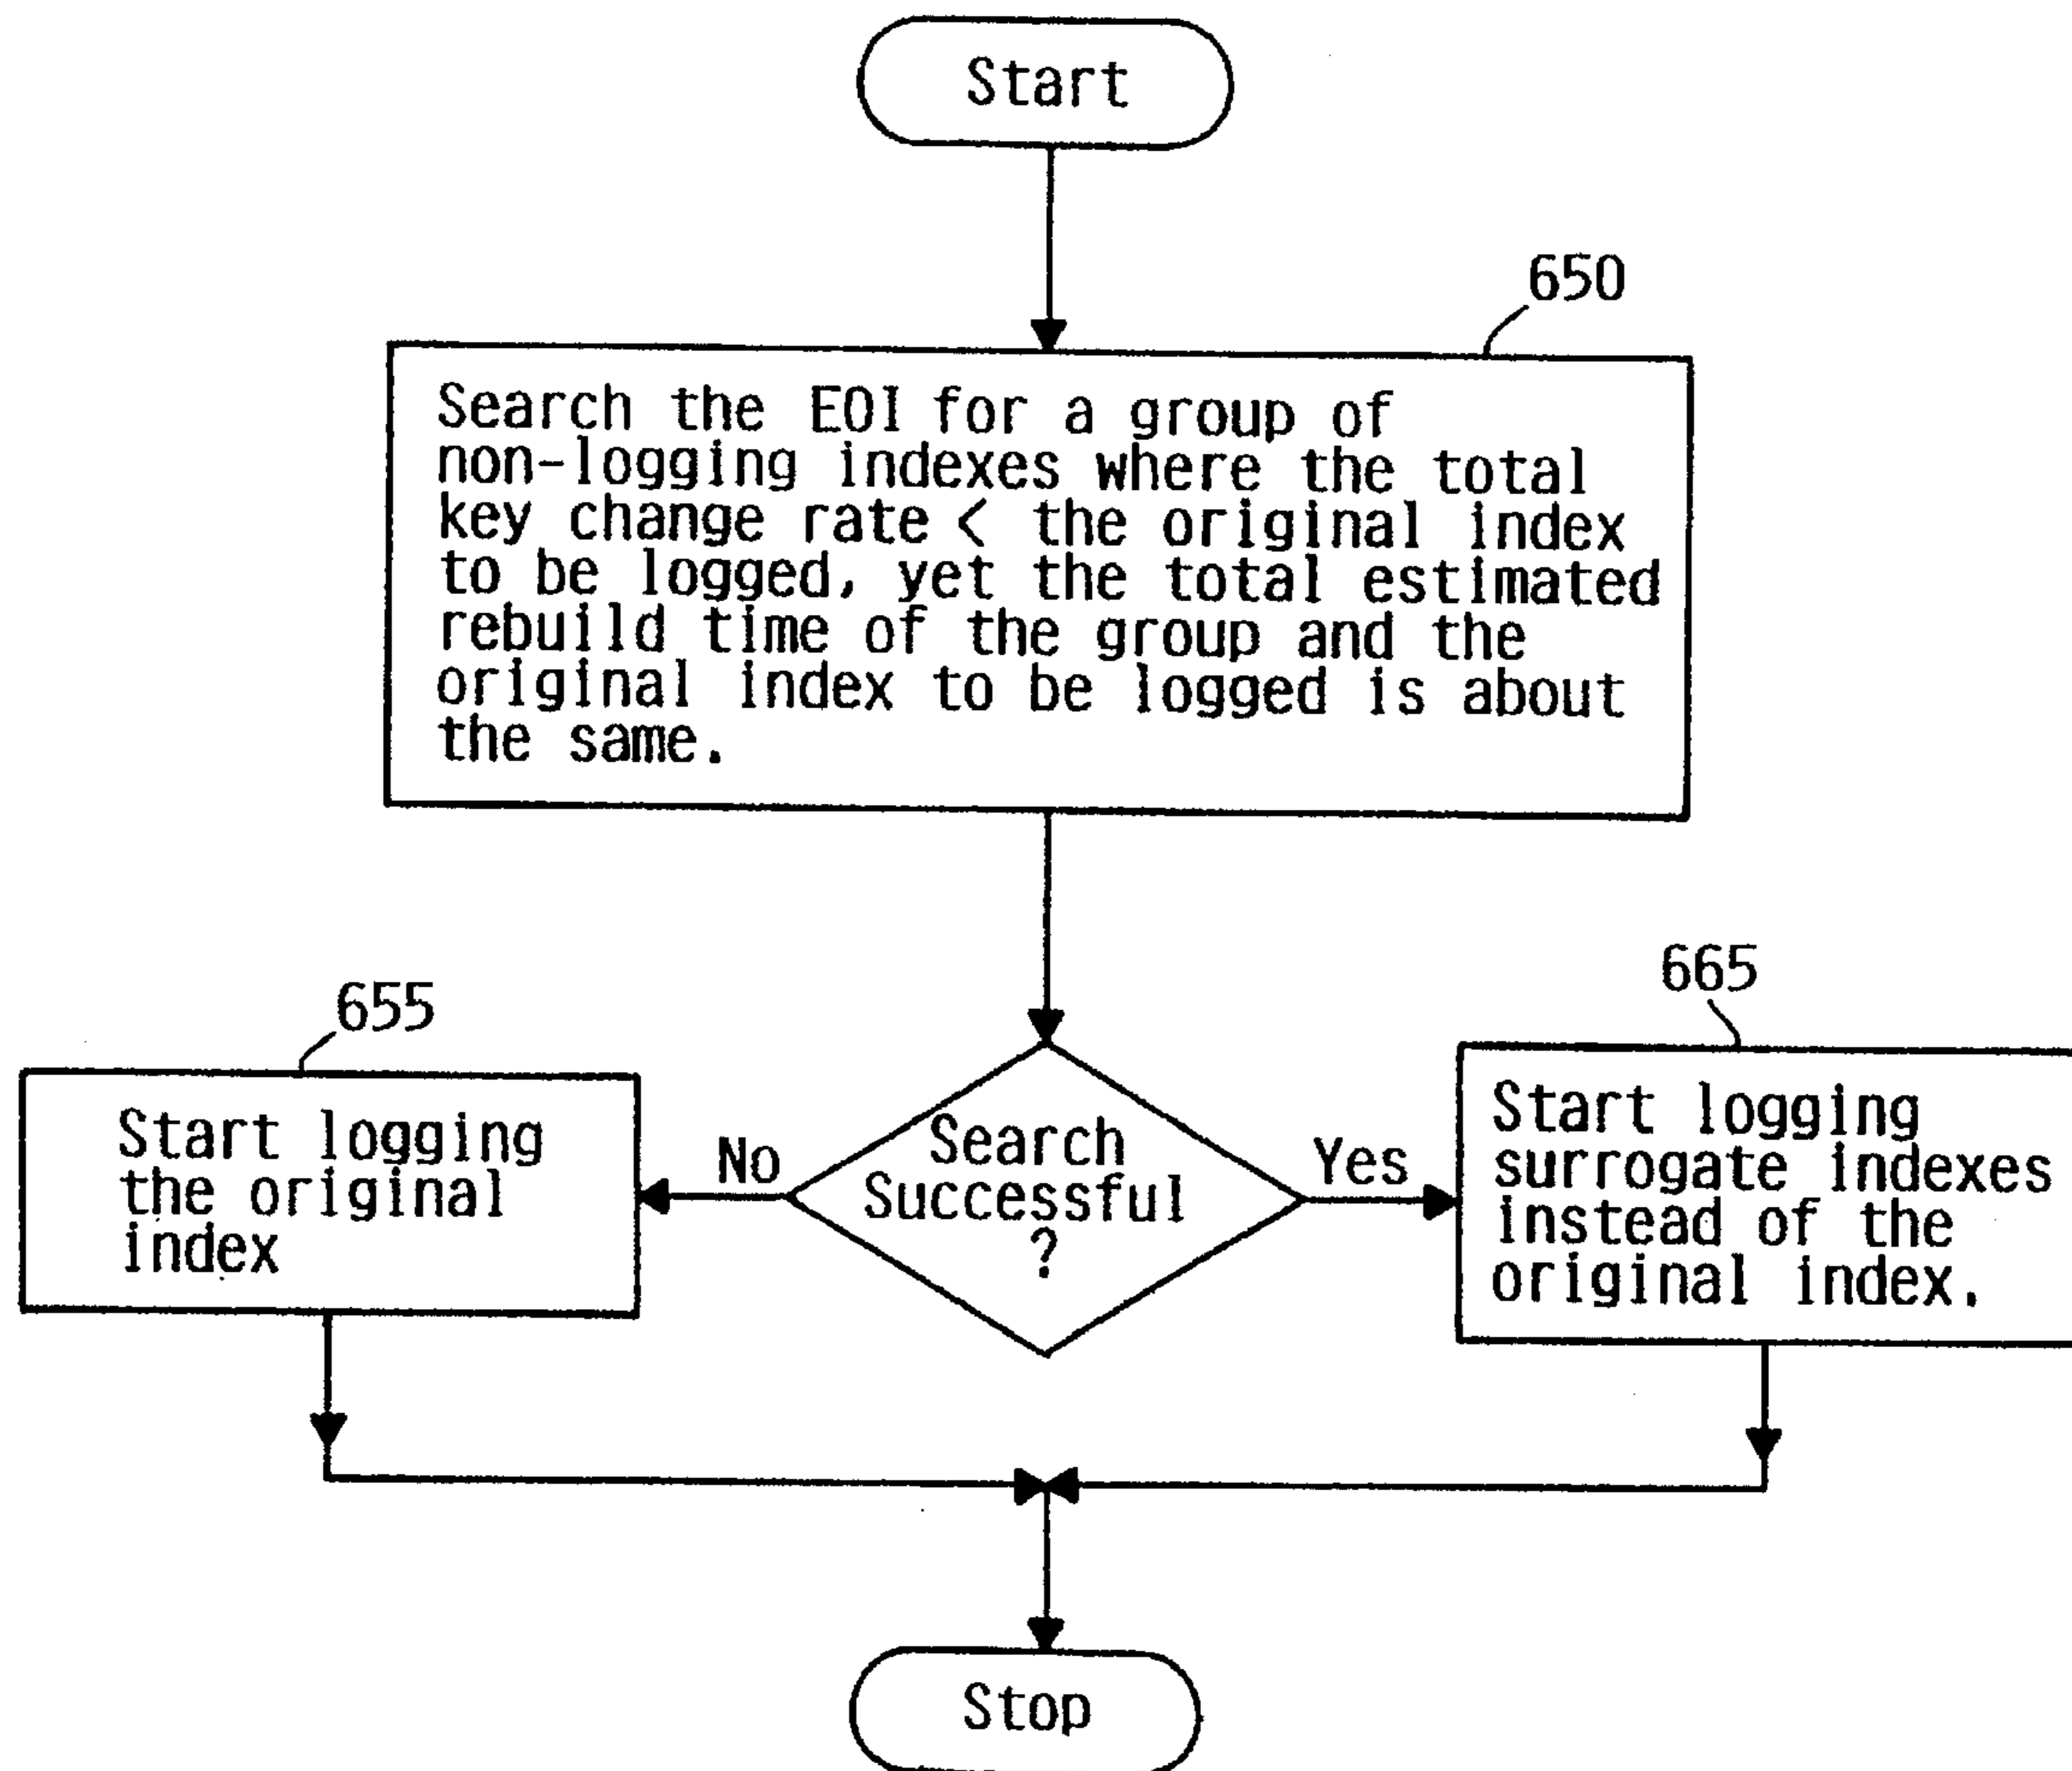 Start
650
Search the EOI for a group of
non-logging indexes where the total
key change rate < the original index
to be logged, yet the total estimated
rebuild time of the group and the
original index to be logged is about
the same.
655
665
Start logging
the original
index
No
Search
Successful
?
Yes
Start logging
surrogate indexes
instead of the
original index.
Stop